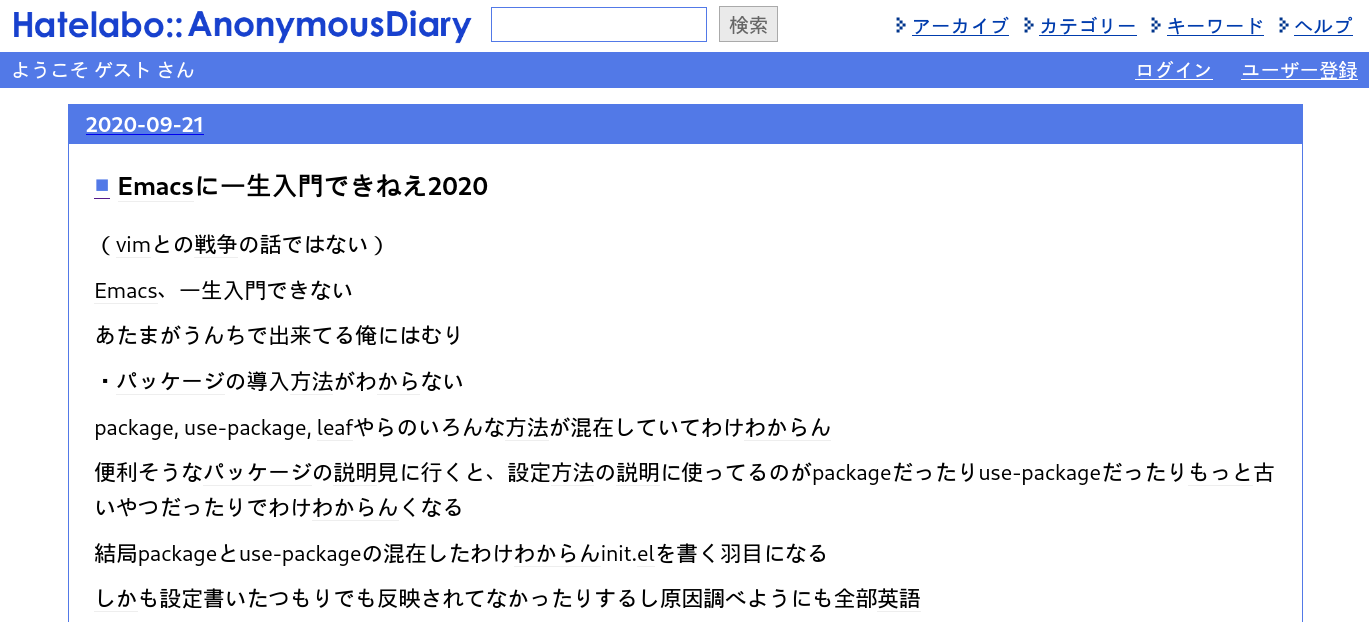 Hatelabo::AnonymousDiary 検索 アーカイブ カテゴリー キーワード ヘルプ
ようこそ ゲスト さん ログイン ユーザー登録
2020-09-21
■ Emacsに一生入門できねえ2020
（vimとの戦争の話ではない）
Emacs、一生入門できない
あたまがうんちで出来てる俺にはむり
・パッケージの導入方法がわからない
package, use-package, leafやらのいろんな方法が混在していてわけわからん
便利そうなパッケージの説明見に行くと、設定方法の説明に使ってるのがpackageだったりuse-packageだったりもっと古
いやつだったりでわけわからんくなる
結局packageとuse-packageの混在したわけわからんinit.elを書く羽目になる
しかも設定書いたつもりでも反映されてなかったりするし原因調べようにも全部英語